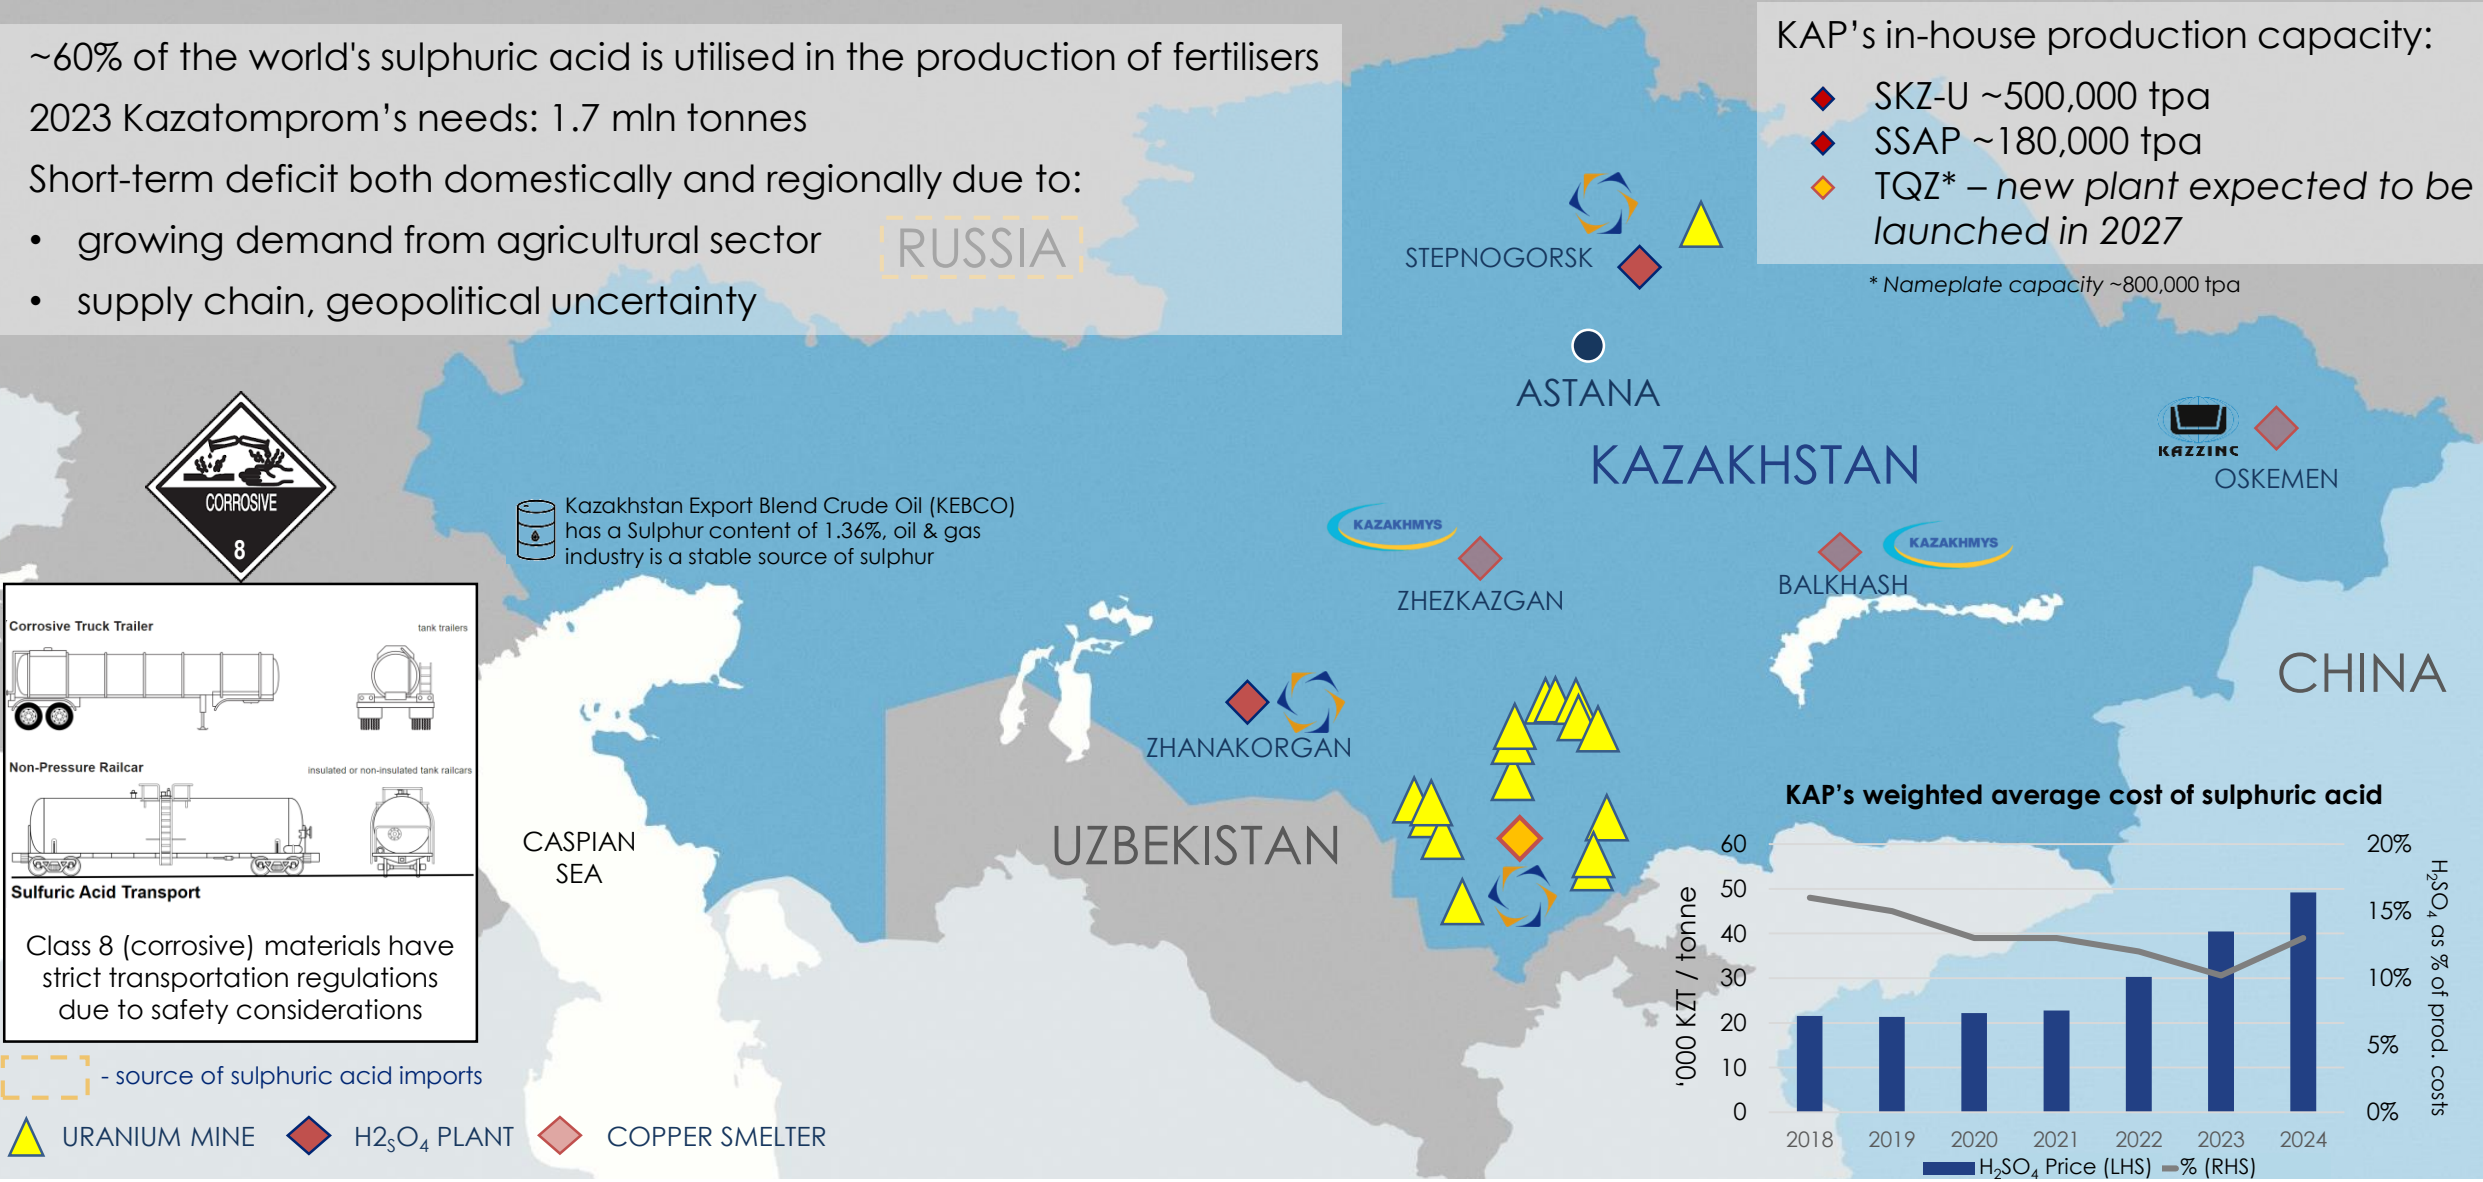 ~60% of the world's sulphuric acid is utilised in the production of fertilisers
2023 Kazatomprom's needs: 1.7 mln tonnes
Short-term deficit both domestically and regionally due to:
• growing demand from agricultural sector
• supply chain, geopolitical uncertainty
RUSSIA
KAP's in-house production capacity:
SKZ-U ~500,000 tpa
SSAP ~180,000 tpa
TQZ* – new plant expected to be
launched in 2027
* Nameplate capacity ~800,000 tpa
STEPNOGORSK
ASTANA
KAZAKHSTAN
KAZZINC
OSKEMEN
CORROSIVE
8
Kazakhstan Export Blend Crude Oil (KEBCO)
has a Sulphur content of 1.36%, oil & gas
industry is a stable source of sulphur
KAZAKHMYS
ZHEZKAZGAN
KAZAKHMYS
BALKHASH
CHINA
Corrosive Truck Trailer
tank trailers
Non-Pressure Railcar
insulated or non-insulated tank railcars
Sulfuric Acid Transport
Class 8 (corrosive) materials have
strict transportation regulations
due to safety considerations
ZHANAKORGAN
UZBEKISTAN
CASPIAN
SEA
- source of sulphuric acid imports
URANIUM MINE
H2SO4 PLANT
COPPER SMELTER
KAP's weighted average cost of sulphuric acid
'000 KZT / tonne
60
50
40
30
20
10
0
20%
15%
10%
5%
0%
H2SO4 as % of prod. costs
2018 2019 2020 2021 2022 2023 2024
H2SO4 Price (LHS) % (RHS)